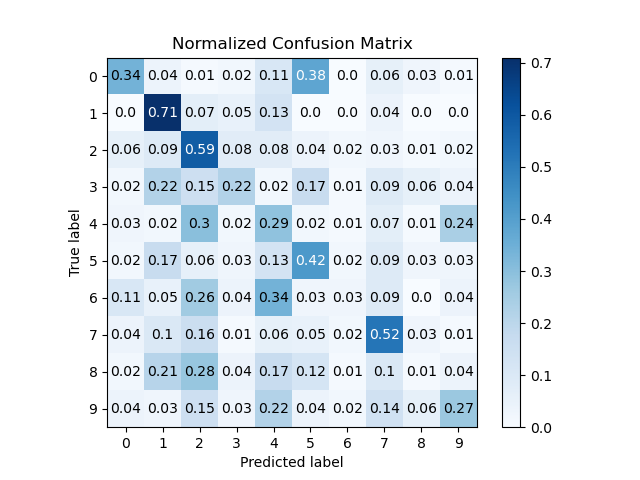 Normalized Confusion Matrix
0 0.34 0.04 0.01 0.02 0.11 0.38 0.0 0.06 0.03 0.01
1 0.0 0.71 0.07 0.05 0.13 0.0 0.0 0.04 0.0 0.0
2 0.06 0.09 0.59 0.08 0.08 0.04 0.02 0.03 0.01 0.02
3 0.02 0.22 0.15 0.22 0.02 0.17 0.01 0.09 0.06 0.04
4 0.03 0.02 0.3 0.02 0.29 0.02 0.01 0.07 0.01 0.24
5 0.02 0.17 0.06 0.03 0.13 0.42 0.02 0.09 0.03 0.03
6 0.11 0.05 0.26 0.04 0.34 0.03 0.03 0.09 0.0 0.04
7 0.04 0.1 0.16 0.01 0.06 0.05 0.02 0.52 0.03 0.01
8 0.02 0.21 0.28 0.04 0.17 0.12 0.01 0.1 0.01 0.04
9 0.04 0.03 0.15 0.03 0.22 0.04 0.02 0.14 0.06 0.27
0 1 2 3 4 5 6 7 8 9
Predicted label
True label
0.7
0.6
0.5
0.4
0.3
0.2
0.1
0.0